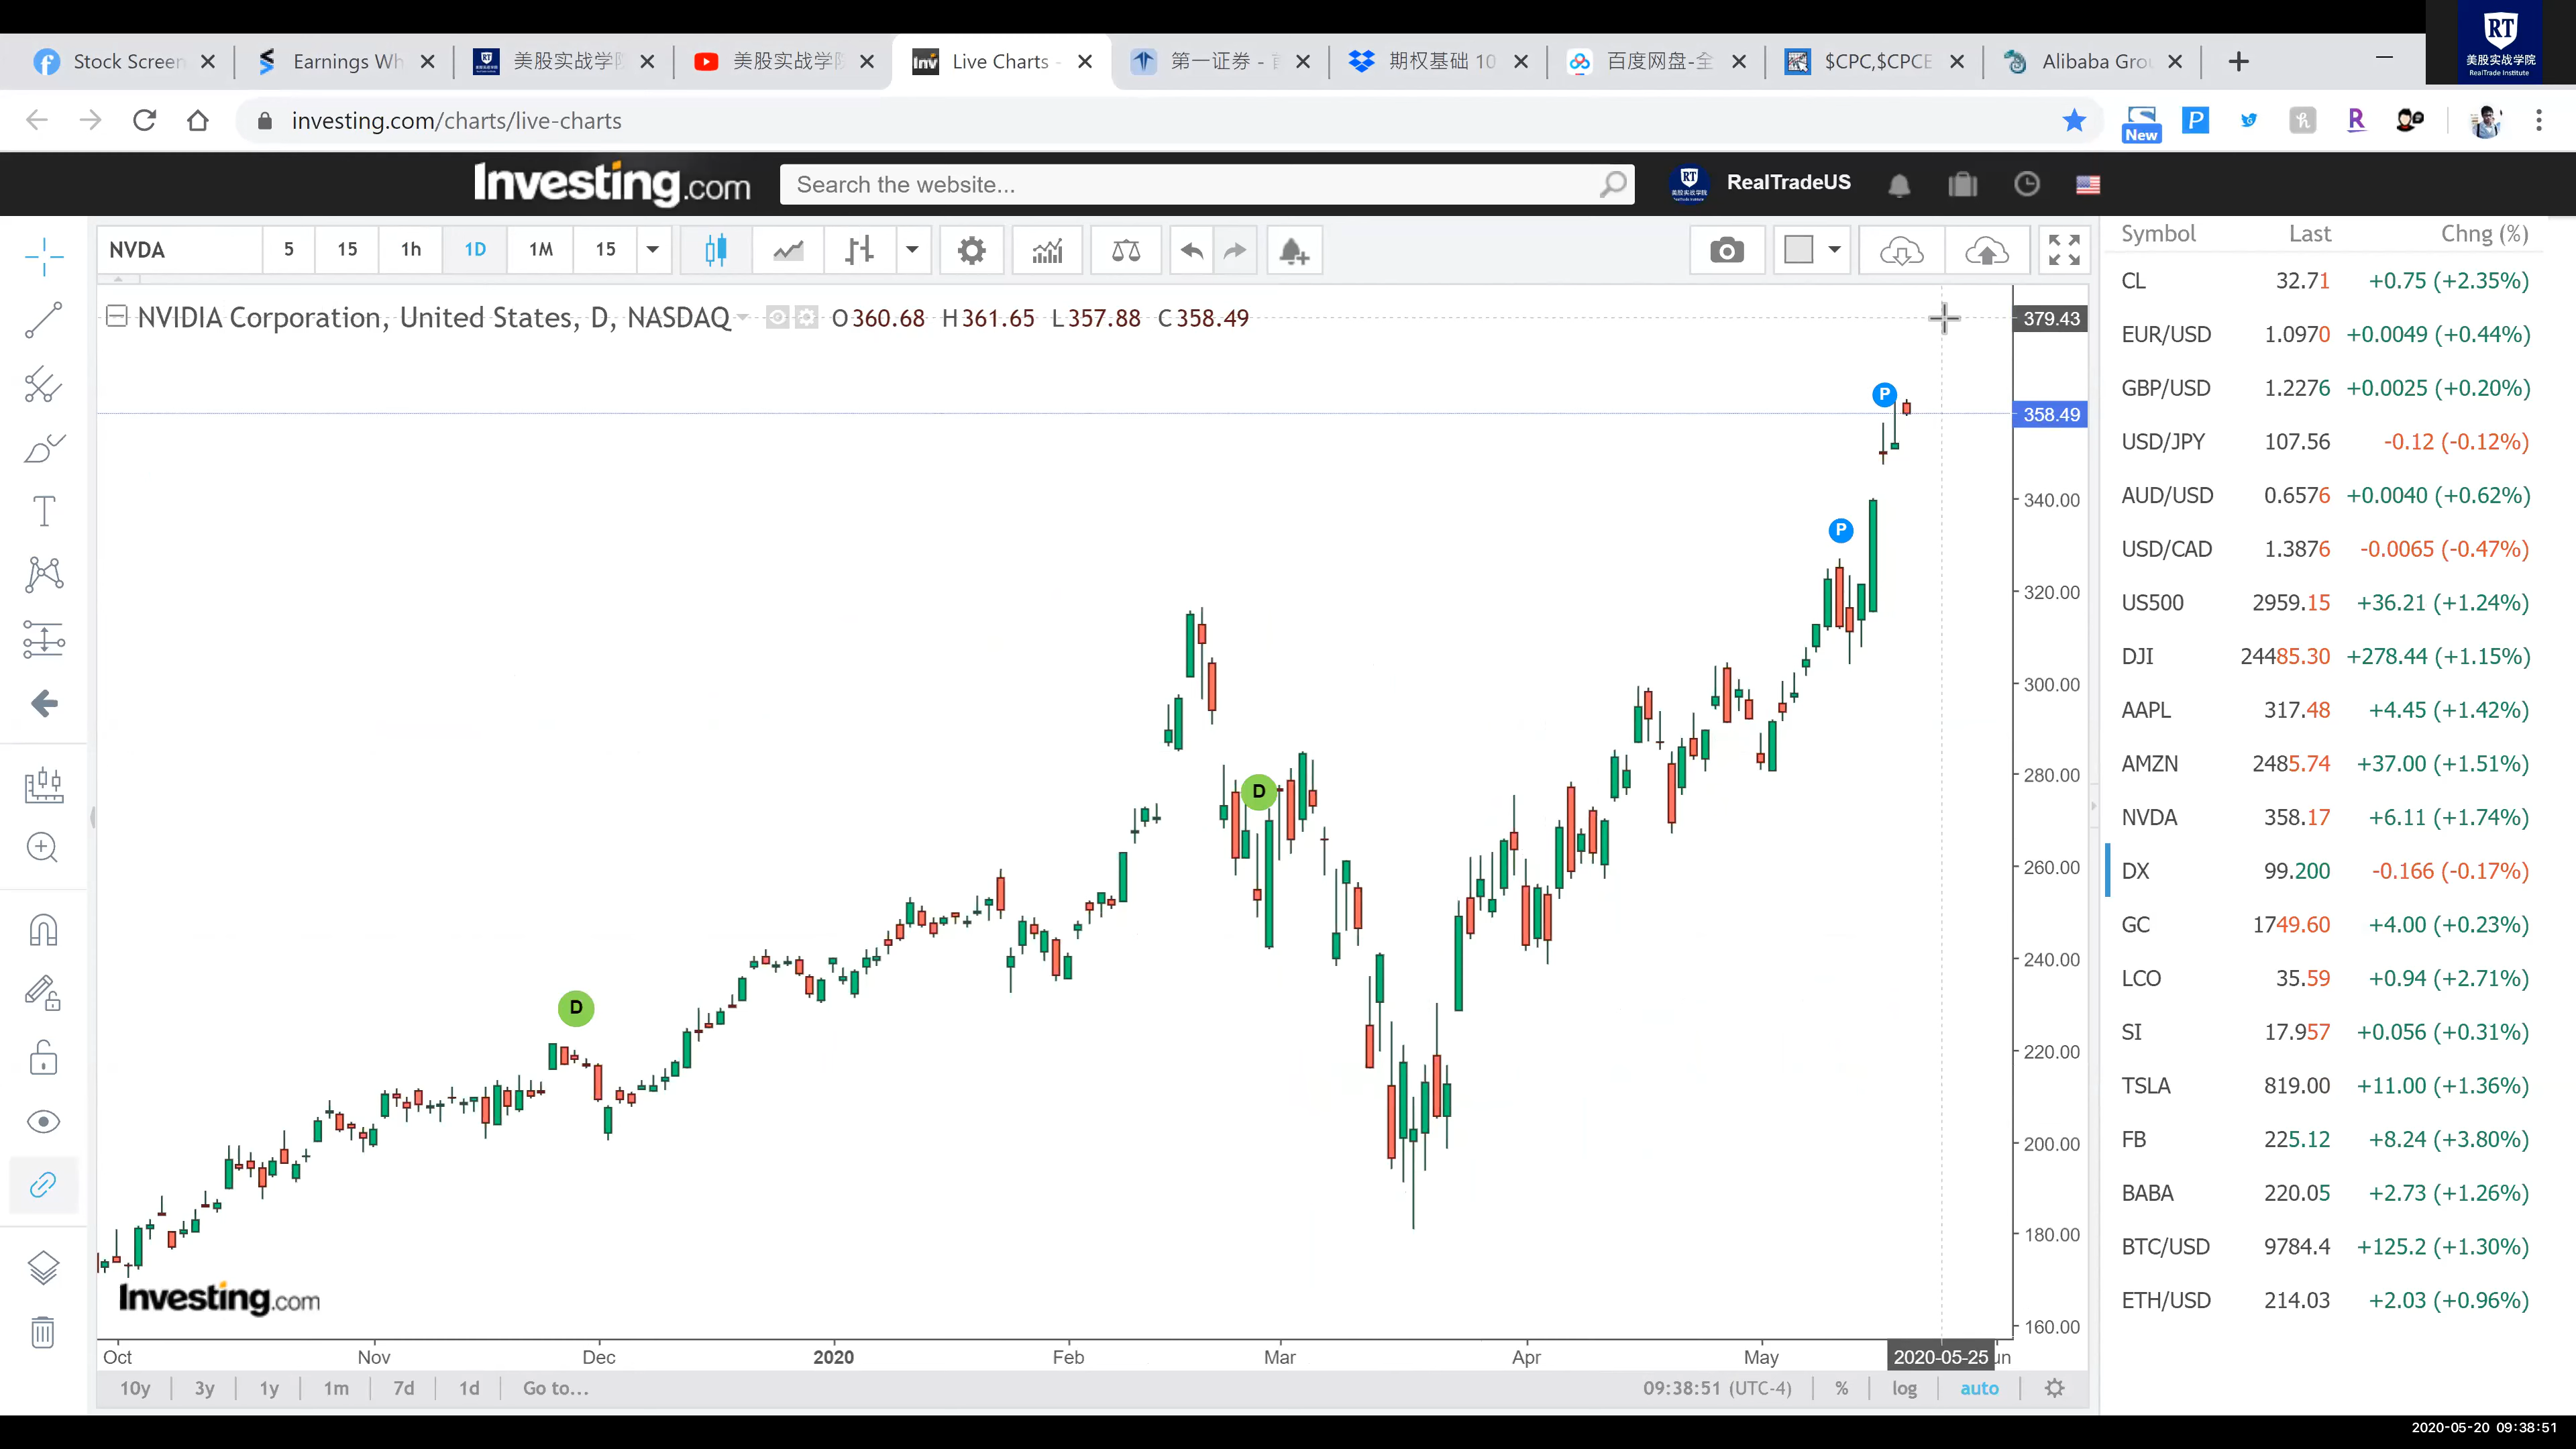 RT
美股实战学院
RealTrade Institute
Stock Screen
Earnings Wh
美股实战学院
美股实战学院
Inv
Live Charts -
第一证券 -
期权基础 10
百度网盘-全
$CPC,$CPCE
Alibaba Grou
investing.com/charts/live-charts
New
P
h
R
Investing.com
Search the website...
RealTradeUS
NVDA
5
15
1h
1D
1M
15
NVIDIA Corporation, United States, D, NASDAQ
O360.68 H361.65 L357.88 C358.49
379.43
358.49
340.00
320.00
300.00
280.00
260.00
240.00
220.00
200.00
180.00
160.00
P
P
D
D
Investing.com
Oct
Nov
Dec
2020
Feb
Mar
Apr
May
2020-05-25
un
10y
3y
1y
1m
7d
1d
Go to...
09:38:51 (UTC-4)
%
log
auto
Symbol Last Chng (%)
CL 32.71 +0.75 (+2.35%)
EUR/USD 1.0970 +0.0049 (+0.44%)
GBP/USD 1.2276 +0.0025 (+0.20%)
USD/JPY 107.56 -0.12 (-0.12%)
AUD/USD 0.6576 +0.0040 (+0.62%)
USD/CAD 1.3876 -0.0065 (-0.47%)
US500 2959.15 +36.21 (+1.24%)
DJI 24485.30 +278.44 (+1.15%)
AAPL 317.48 +4.45 (+1.42%)
AMZN 2485.74 +37.00 (+1.51%)
NVDA 358.17 +6.11 (+1.74%)
DX 99.200 -0.166 (-0.17%)
GC 1749.60 +4.00 (+0.23%)
LCO 35.59 +0.94 (+2.71%)
SI 17.957 +0.056 (+0.31%)
TSLA 819.00 +11.00 (+1.36%)
FB 225.12 +8.24 (+3.80%)
BABA 220.05 +2.73 (+1.26%)
BTC/USD 9784.4 +125.2 (+1.30%)
ETH/USD 214.03 +2.03 (+0.96%)
2020-05-20 09:38:51